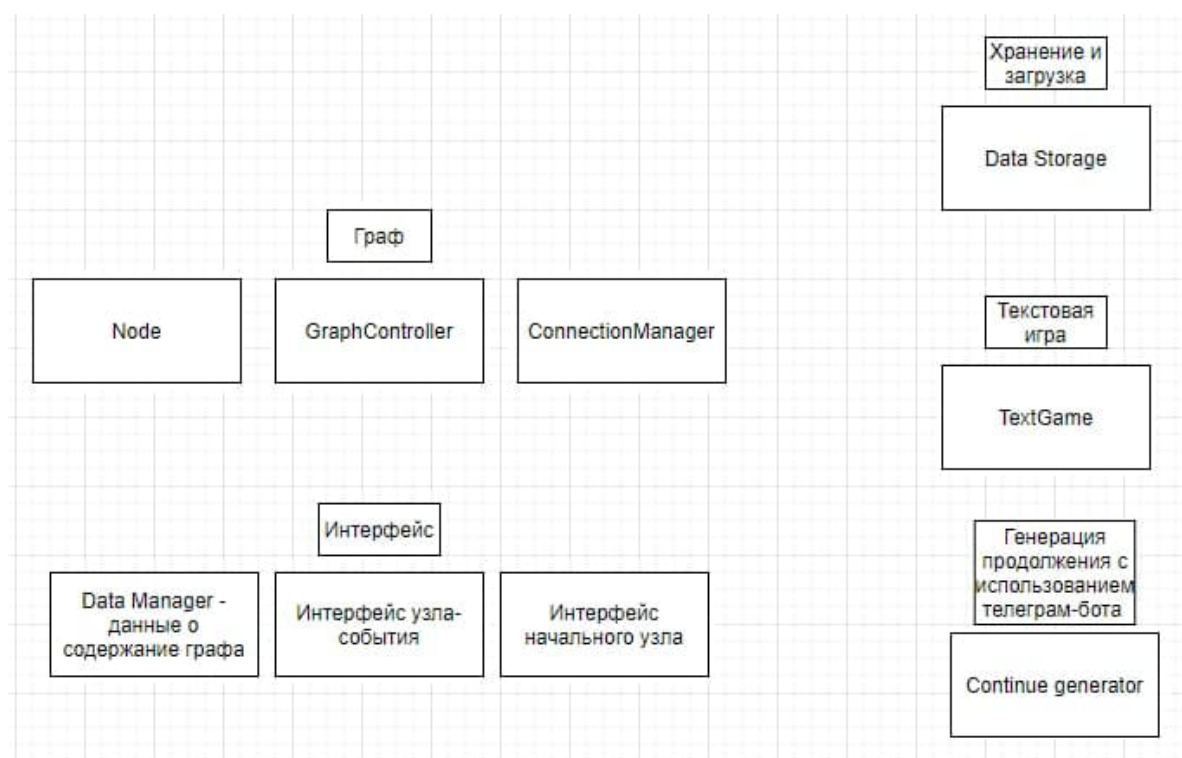 Хранение и
загрузка
Data Storage
Граф
Node
GraphController
ConnectionManager
Текстовая
игра
TextGame
Интерфейс
Data Manager -
данные о
содержание графа
Интерфейс узла-
события
Интерфейс
начального узла
Генерация
продолжения с
использованием
телеграм-бота
Continue generator